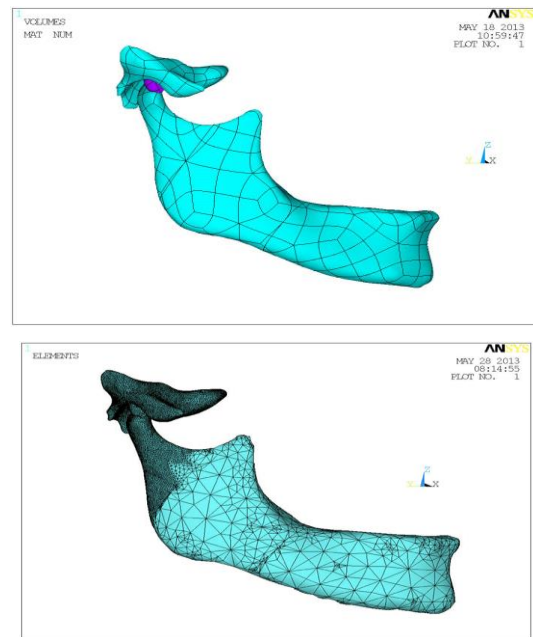 1
VOLUMES
MAT NUM
ANSYS
MAY 18 2013
10:59:47
PLOT NO. 1
Z
Y X
1
ELEMENTS
ANSYS
MAY 28 2013
08:14:55
PLOT NO. 1
Z
Y X